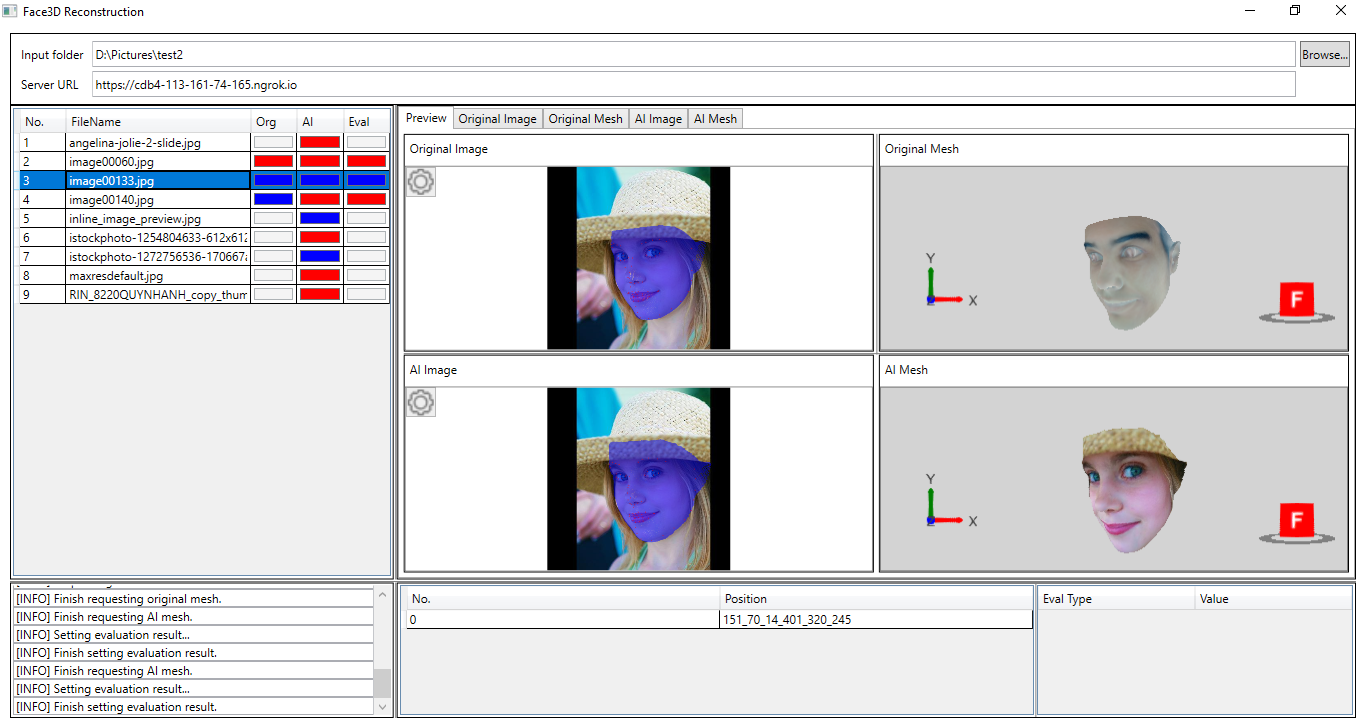 Face3D Reconstruction
Input folder D:\Pictures\test2 Browse...
Server URL https://cdb4-113-161-74-165.ngrok.io
No. FileName Org AI Eval
1 angelina-jolie-2-slide.jpg
2 image00060.jpg
3 image00133.jpg
4 image00140.jpg
5 inline_image_preview.jpg
6 istockphoto-1254804633-612x612
7 istockphoto-1272756536-170667a
8 maxresdefault.jpg
9 RIN_8220QUYNHANH_copy_thum
Preview Original Image Original Mesh AI Image AI Mesh
Original Image
Original Mesh
Y
X
F
AI Image
AI Mesh
Y
X
F
[INFO] Finish requesting original mesh.
[INFO] Finish requesting AI mesh.
[INFO] Setting evaluation result...
[INFO] Finish setting evaluation result.
[INFO] Finish requesting AI mesh.
[INFO] Setting evaluation result...
[INFO] Finish setting evaluation result.
No. Position
0 151_70_14_401_320_245
Eval Type Value